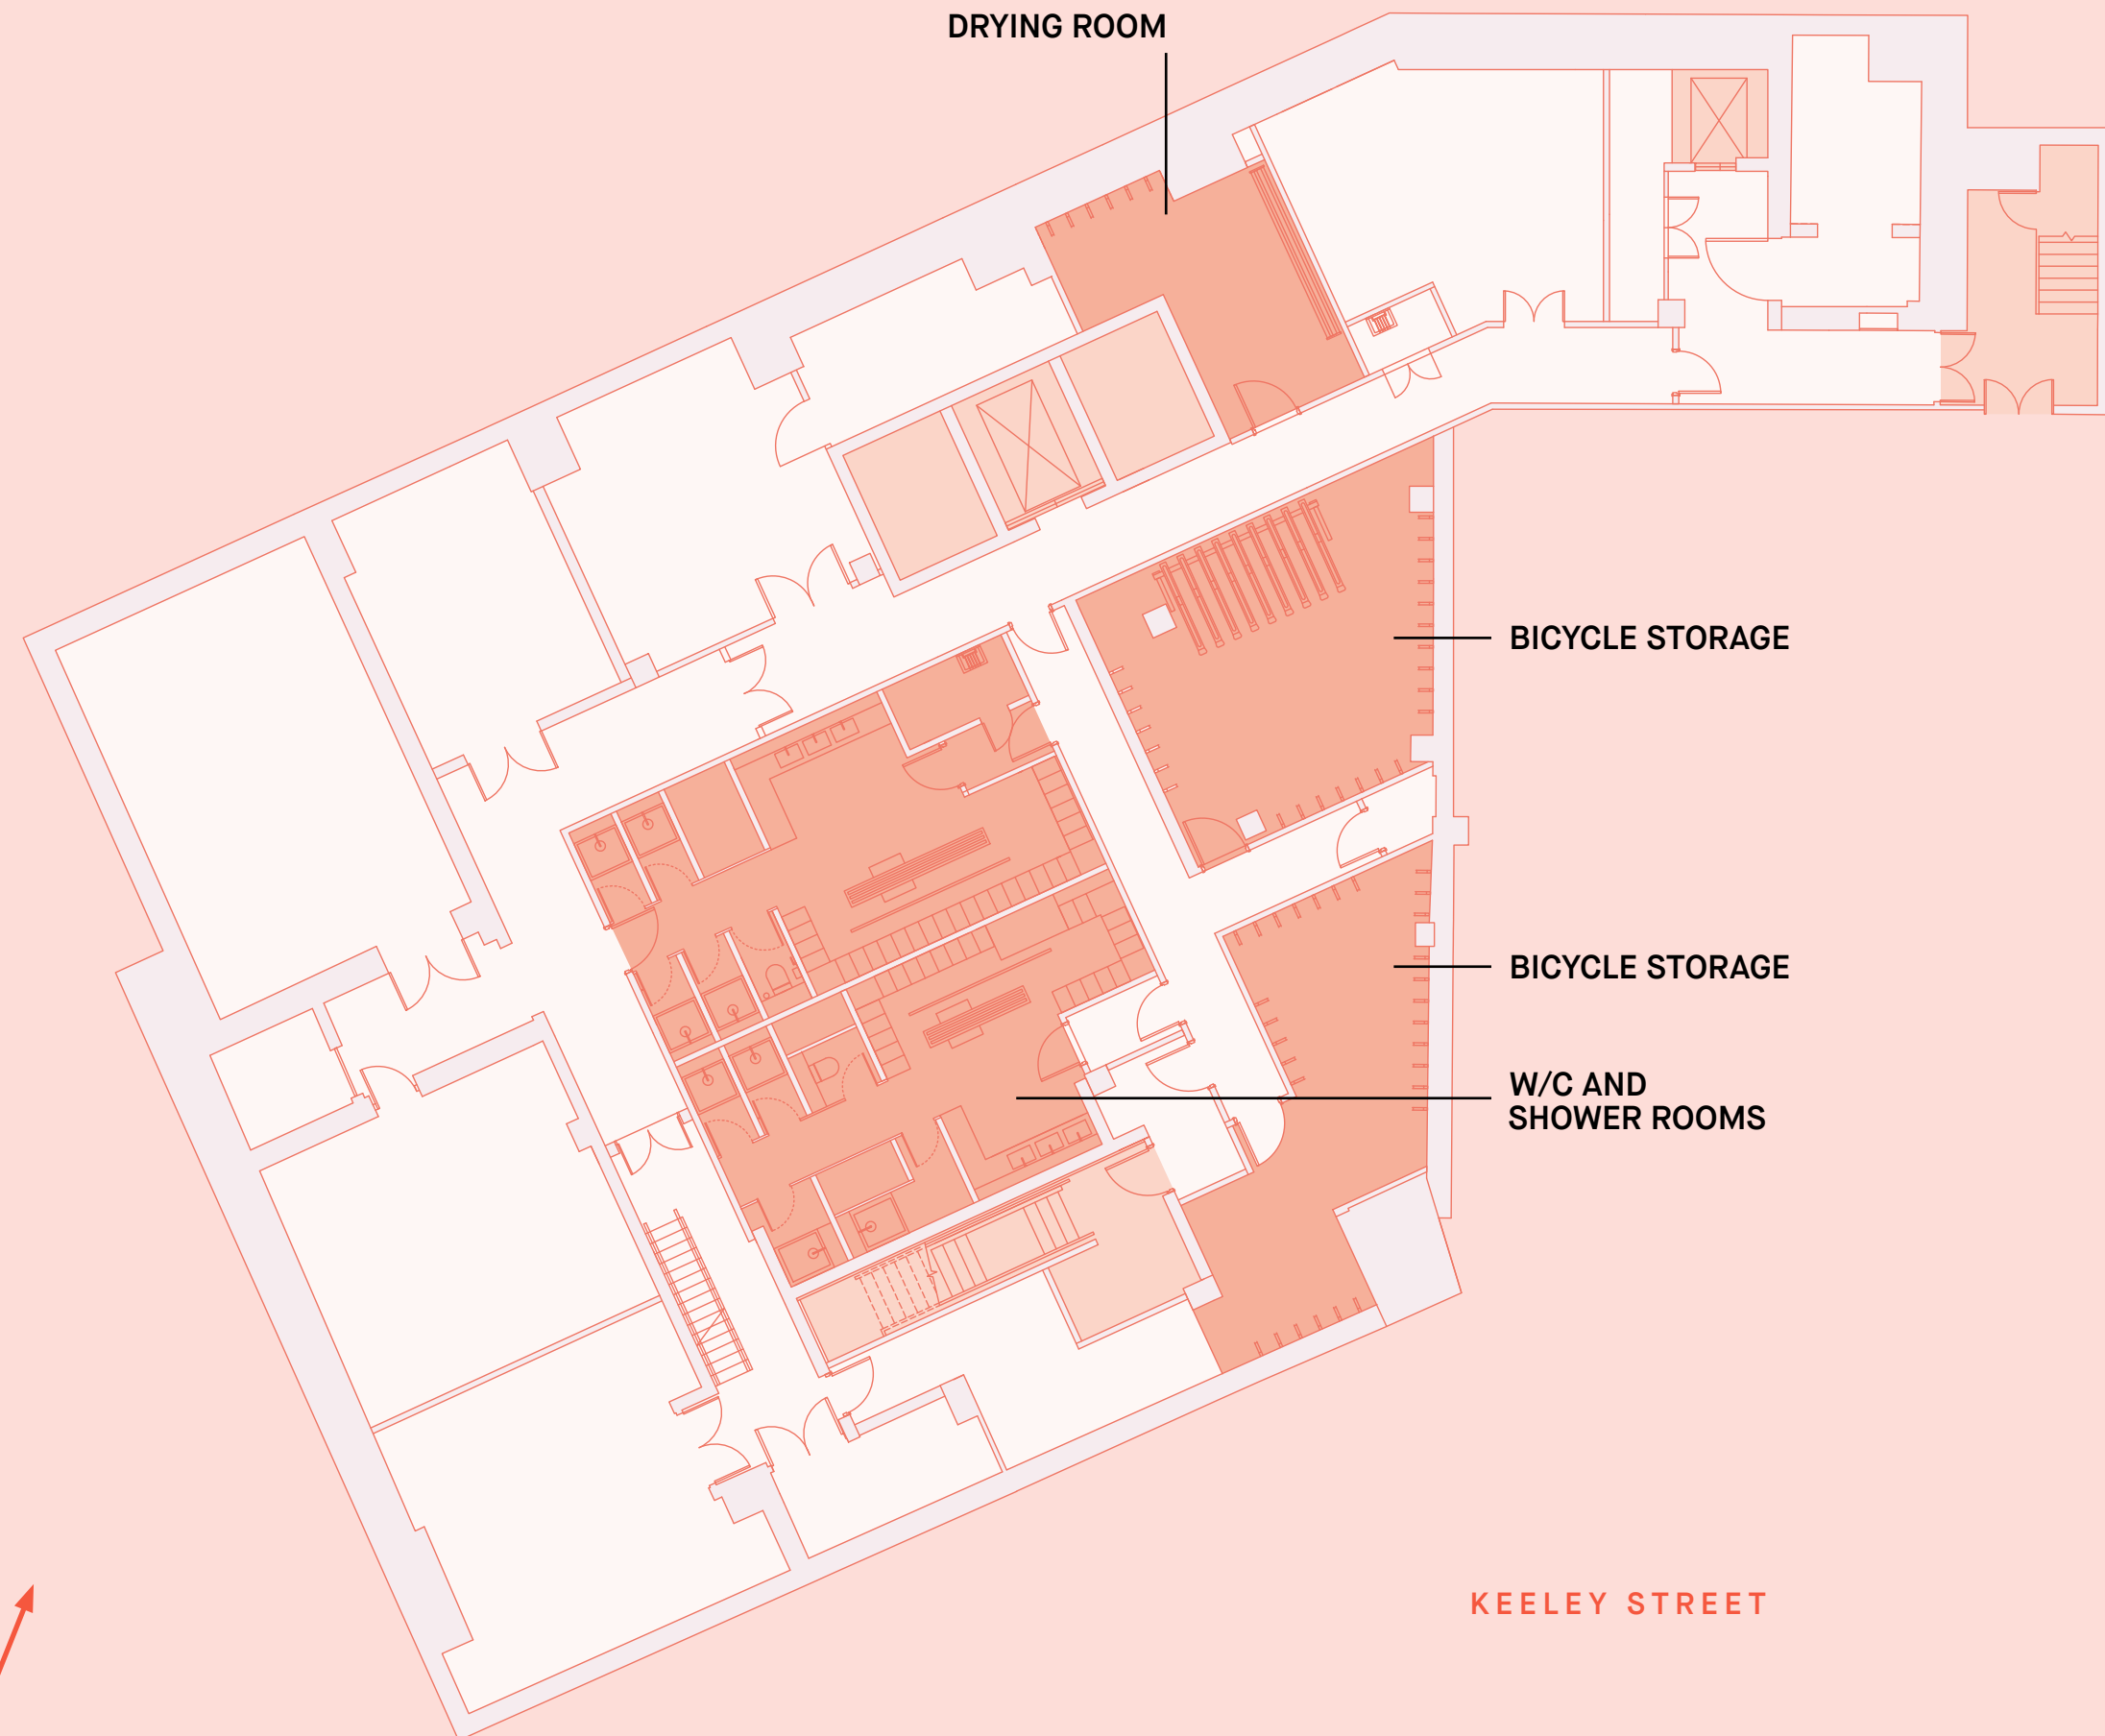 DRYING ROOM
BICYCLE STORAGE
BICYCLE STORAGE
W/C AND
SHOWER ROOMS
KEELEY STREET